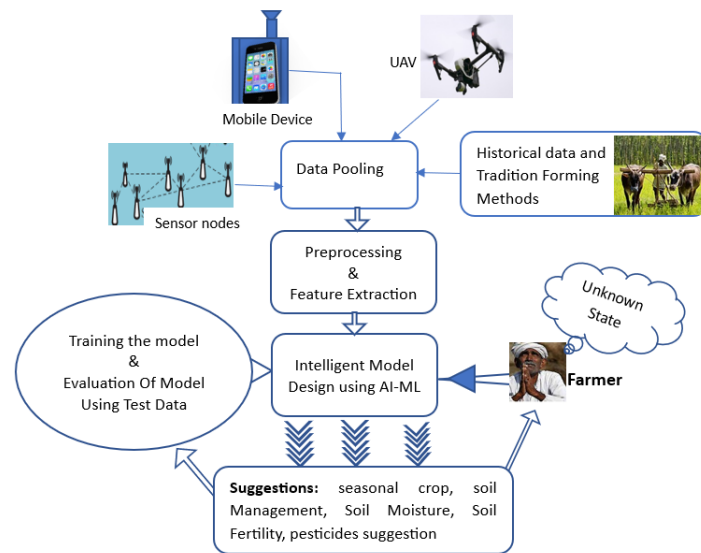 UAV
Mobile Device
Data Pooling
Historical data and
Tradition Forming
Methods
Sensor nodes
Preprocessing
&
Feature Extraction
Unknown
State
Training the model
&
Evaluation Of Model
Using Test Data
Intelligent Model
Design using AI-ML
Farmer
Suggestions: seasonal crop, soil
Management, Soil Moisture, Soil
Fertility, pesticides suggestion